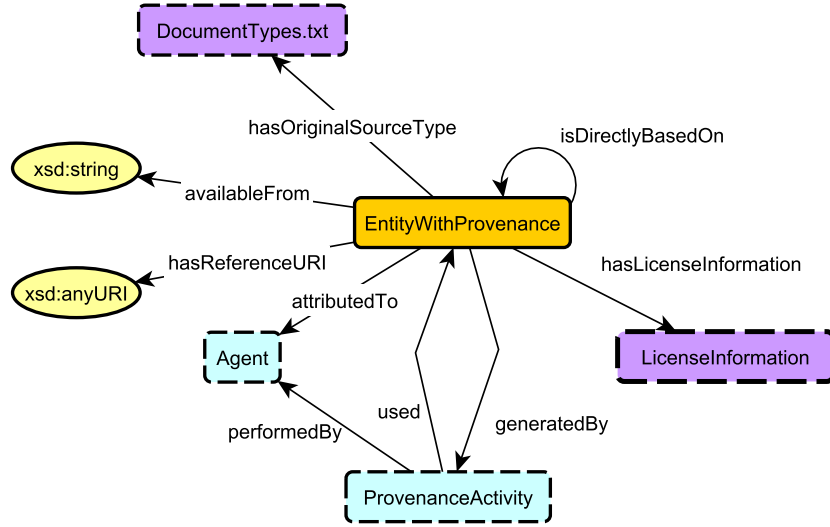 DocumentTypes.txt
hasOriginalSourceType
isDirectlyBasedOn
xsd:string
availableFrom
EntityWithProvenance
hasReferenceURI
hasLicenseInformation
xsd:anyURI
attributedTo
Agent
LicenseInformation
used
generatedBy
performedBy
ProvenanceActivity